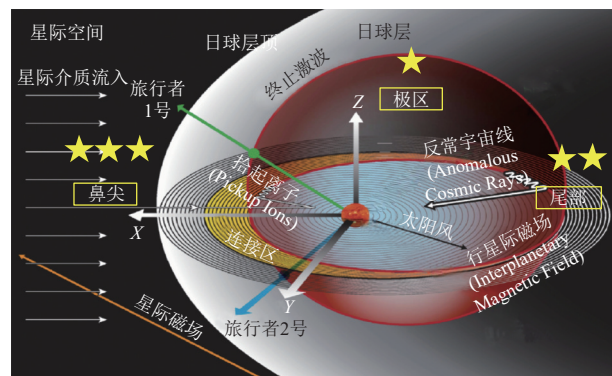 星际空间
日球层顶
日球层
星际介质流入
旅行者
1号
终止激波
极区
Z
反常宇宙线
(Anomalous
Cosmic Rays)
拾起离子
(Pickup Ions)
鼻尖
尾部
X
太阳风
连接区
行星际磁场
(Interplanetary
Magnetic Field)
Y
星际磁场
旅行者2号